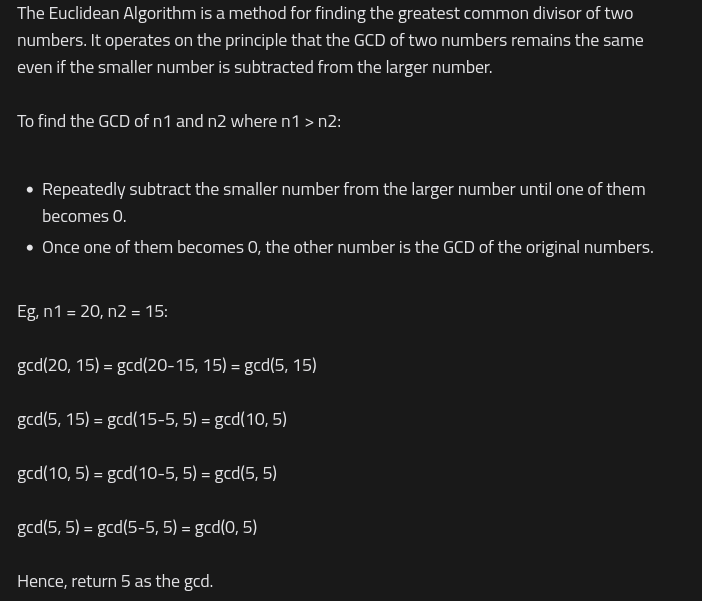 The Euclidean Algorithm is a method for finding the greatest common divisor of two
numbers. It operates on the principle that the GCD of two numbers remains the same
even if the smaller number is subtracted from the larger number.
To find the GCD of n1 and n2 where n1 > n2:
• Repeatedly subtract the smaller number from the larger number until one of them
becomes 0.
• Once one of them becomes 0, the other number is the GCD of the original numbers.
Eg, n1 = 20, n2 = 15:
gcd(20, 15) = gcd(20-15, 15) = gcd(5, 15)
gcd(5, 15) = gcd(15-5, 5) = gcd(10, 5)
gcd(10, 5) = gcd(10-5, 5) = gcd(5, 5)
gcd(5, 5) = gcd(5-5, 5) = gcd(0, 5)
Hence, return 5 as the gcd.